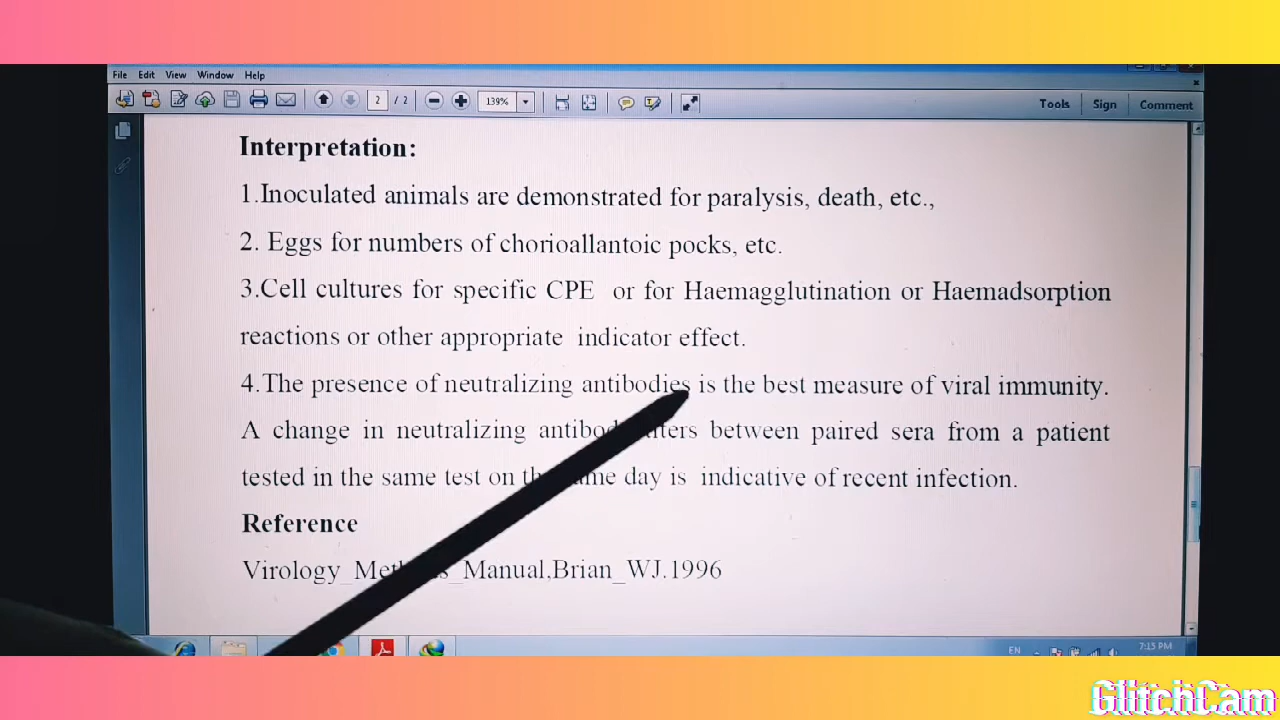 File Edit View Window Help
2 / 2 139% Tools Sign Comment
Interpretation:
1.Inoculated animals are demonstrated for paralysis, death, etc.,
2. Eggs for numbers of chorioallantoic pocks, etc.
3.Cell cultures for specific CPE or for Haemagglutination or Haemadsorption
reactions or other appropriate indicator effect.
4.The presence of neutralizing antibodies is the best measure of viral immunity.
A change in neutralizing between paired sera from a patient
tested in the same test on day is indicative of recent infection.
Reference
Virology Manual,Brian_WJ.1996
EN 7:15 PM
GlitchCam